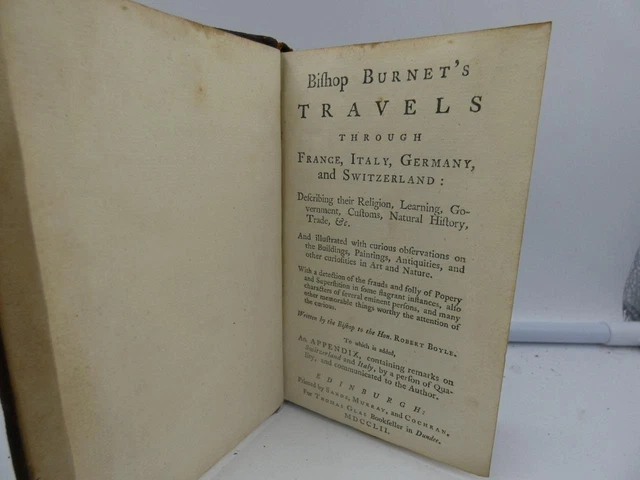 Biſhop BURNET'S
TRAVELS
THROUGH
FRANCE, ITALY, GERMANY,
and SWITZERLAND:
Deſcribing their Religion, Learning, Go-
vernment, Cuſtoms, Natural Hiſtory,
Trade, &c.
And illuſtrated with curious obſervations on
the Buildings, Paintings, Antiquities, and
other curioſities in Art and Nature.
With a detection of the frauds and folly of Popery
and Superſtition in ſome flagrant inſtances, alſo
characters of ſeveral eminent perſons, and many
other memorable things worthy the attention of
the curious.
Written by the Biſhop to the Hon. ROBERT BOYLE.
To which is added,
An APPENDIX, containing remarks on
Switzerland and Italy, by a perſon of Qua-
lity, and communicated to the Author.
EDINBURGH:
Printed by SANDS, MURRAY, and COCHRAN.
For THOMAS GLAS Bookſeller in Dundee.
MDCCLII.